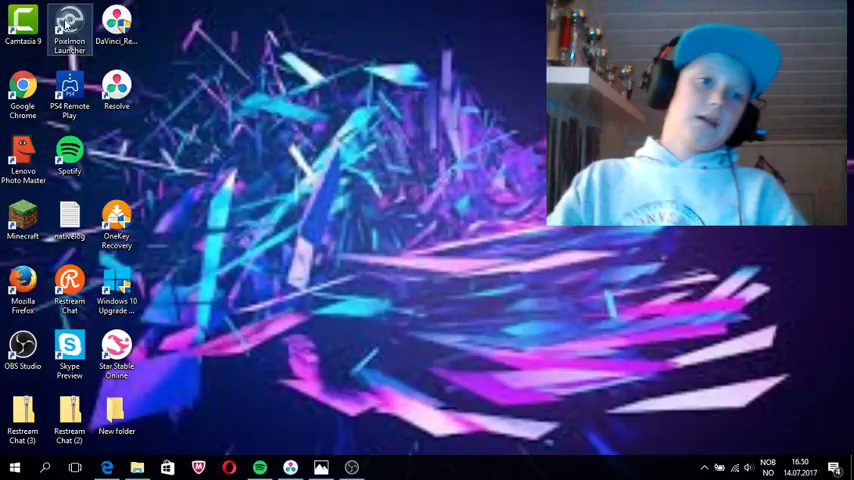 Camtasia 9
Pixelmon
Launcher
DaVinci_Re...
Google
Chrome
PS4 Remote
Play
Resolve
Lenovo
Photo Master
Spotify
Minecraft
nativelog
OneKey
Recovery
Mozilla
Firefox
Restream
Chat
Windows 10
Upgrade ...
OBS Studio
Skype
Preview
Star Stable
Online
Restream
Chat (3)
Restream
Chat (2)
New folder
NOB
NO
16.50
14.07.2017